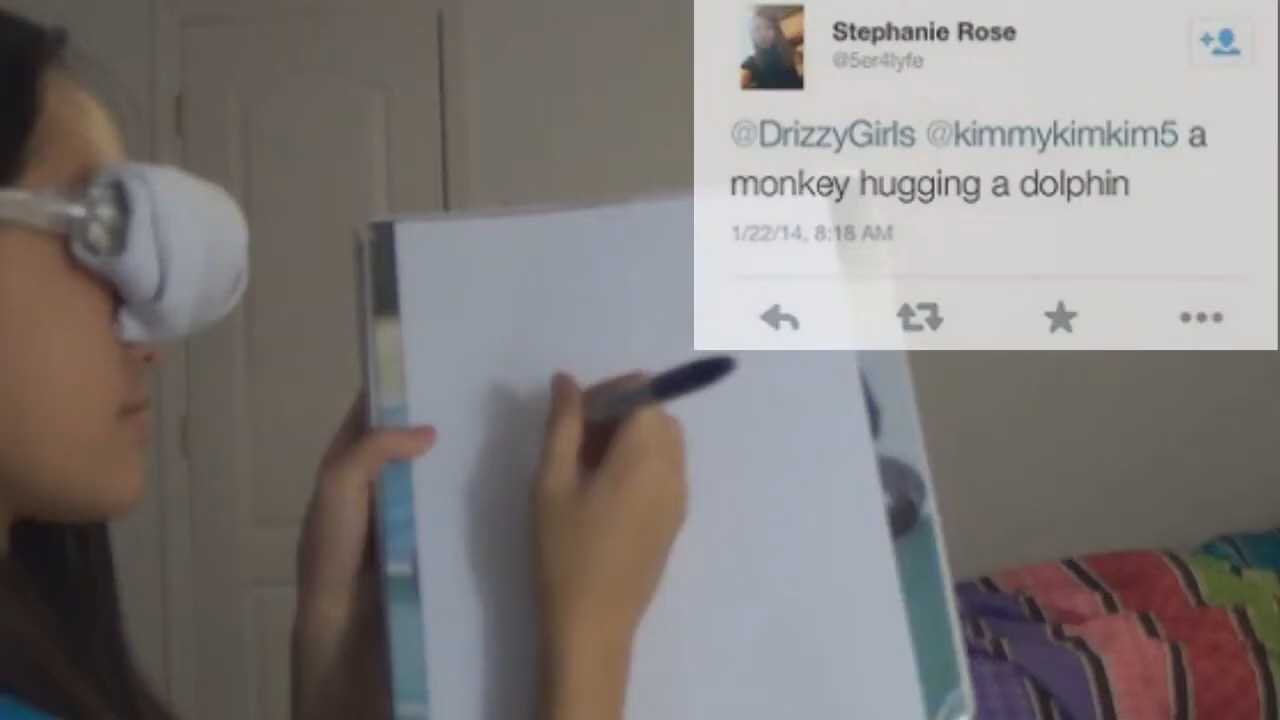 Stephanie Rose
@5er4lyfe
@DrizzyGirls @kimmykimkim5 a
monkey hugging a dolphin
1/22/14, 8:18 AM